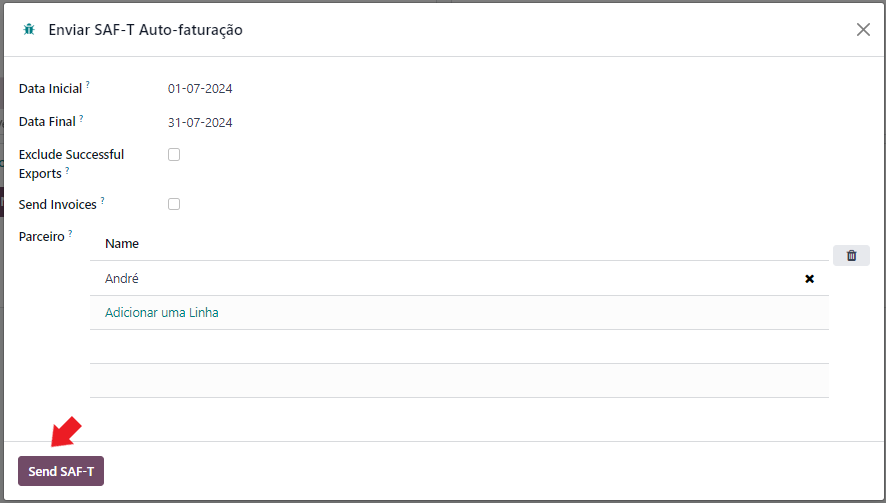 Enviar SAF-T Auto-faturação
Data Inicial ? 01-07-2024
Data Final ? 31-07-2024
Exclude Successful
Exports ?
Send Invoices ?
Parceiro ?
Name
André
Adicionar uma Linha
Send SAF-T